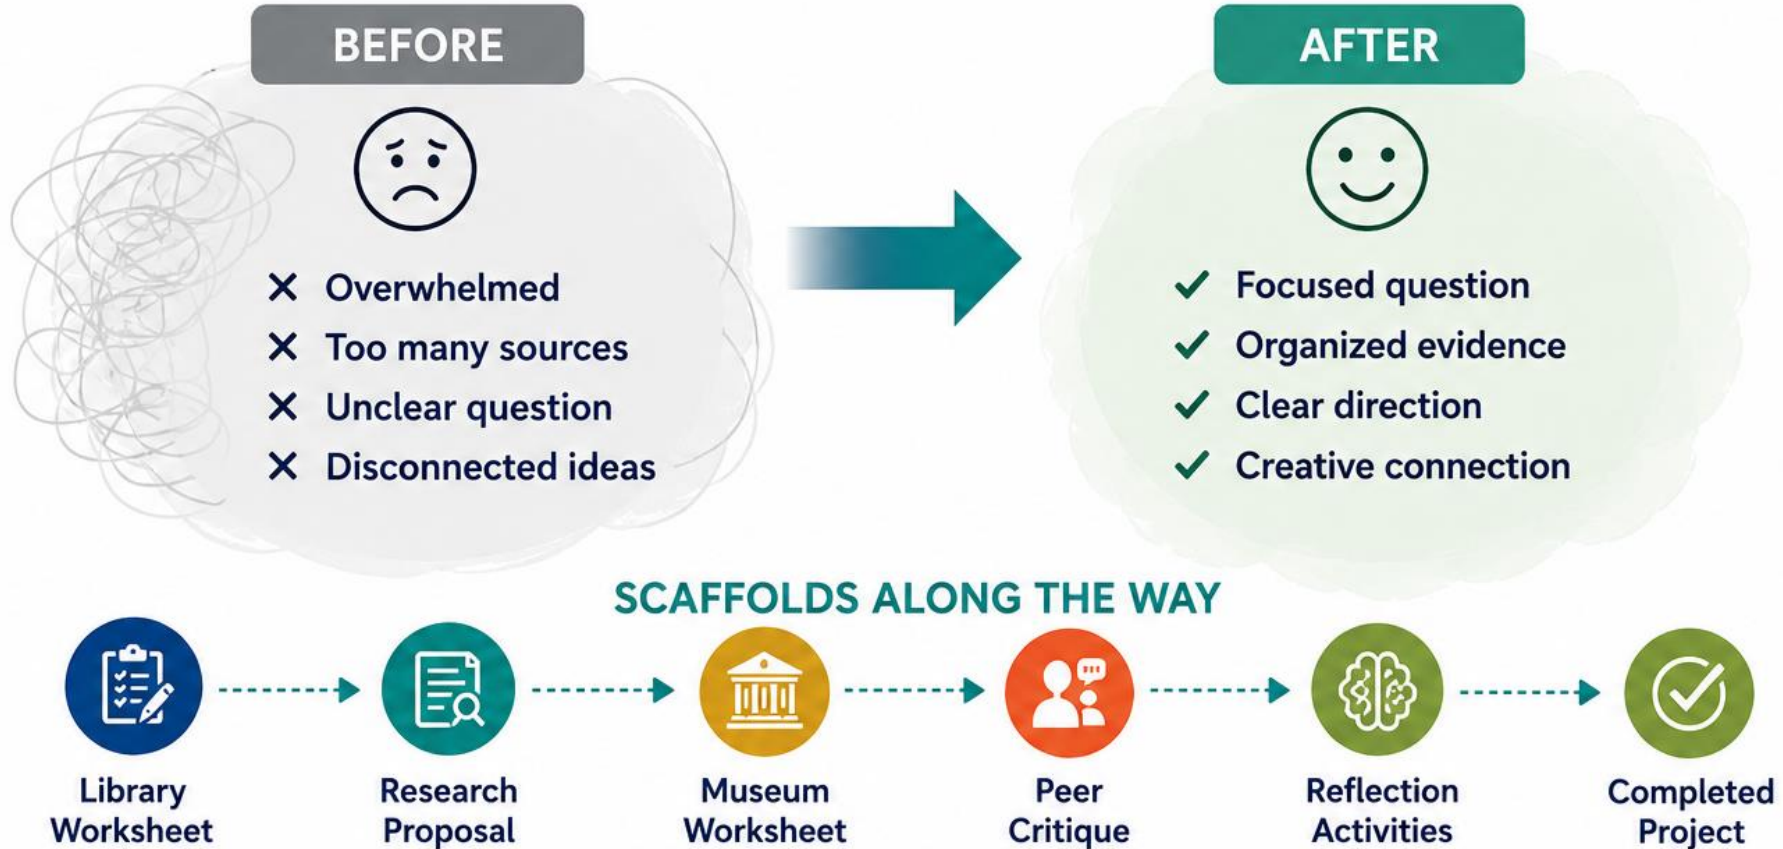 BEFORE
Overwhelmed
Too many sources
Unclear question
Disconnected ideas
AFTER
Focused question
Organized evidence
Clear direction
Creative connection
SCAFFOLDS ALONG THE WAY
Library
Worksheet
Research
Proposal
Museum
Worksheet
Peer
Critique
Reflection
Activities
Completed
Project